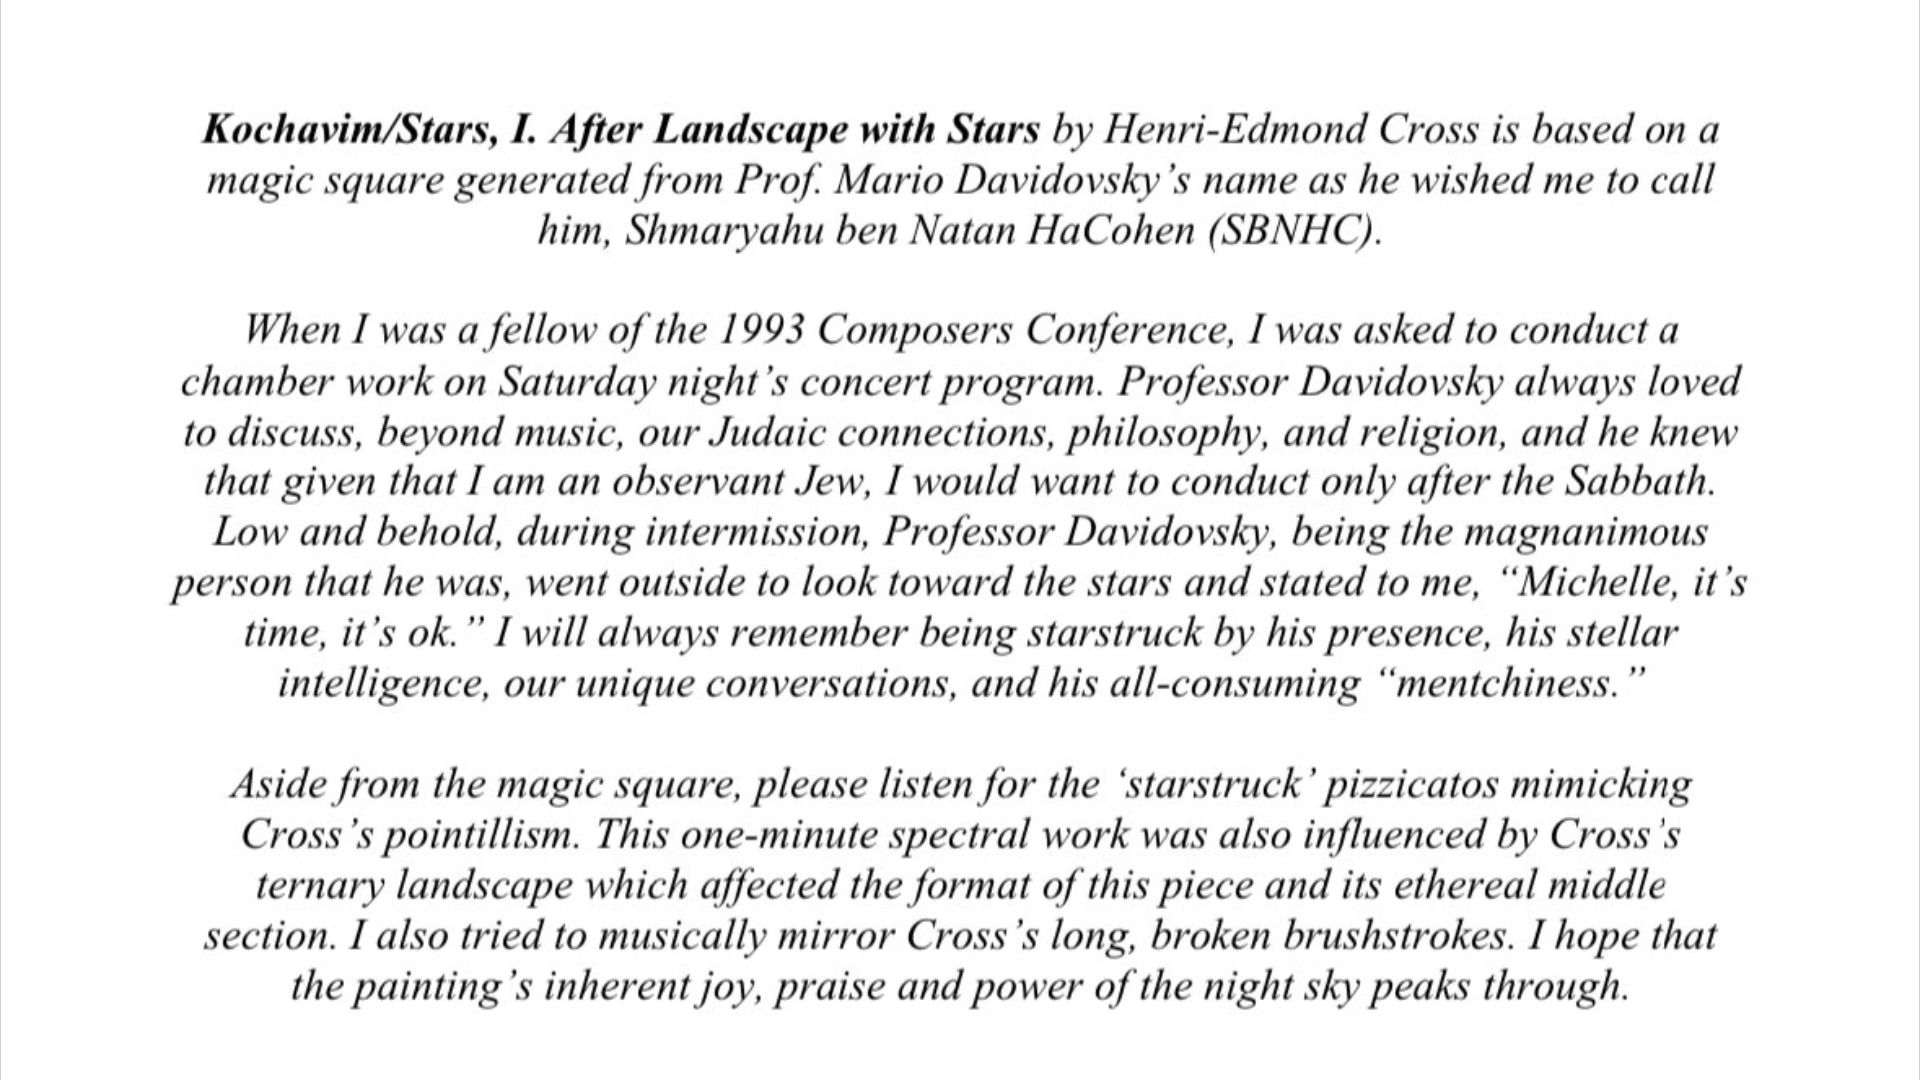 Kochavim/Stars, I. After Landscape with Stars by Henri-Edmond Cross is based on a
magic square generated from Prof. Mario Davidovsky’s name as he wished me to call
him, Shmaryahu ben Natan HaCohen (SBNHC).
When I was a fellow of the 1993 Composers Conference, I was asked to conduct a
chamber work on Saturday night’s concert program. Professor Davidovsky always loved
to discuss, beyond music, our Judaic connections, philosophy, and religion, and he knew
that given that I am an observant Jew, I would want to conduct only after the Sabbath.
Low and behold, during intermission, Professor Davidovsky, being the magnanimous
person that he was, went outside to look toward the stars and stated to me, “Michelle, it’s
time, it’s ok.” I will always remember being starstruck by his presence, his stellar
intelligence, our unique conversations, and his all-consuming “mentchiness.”
Aside from the magic square, please listen for the ‘starstruck’ pizzicatos mimicking
Cross’s pointillism. This one-minute spectral work was also influenced by Cross’s
ternary landscape which affected the format of this piece and its ethereal middle
section. I also tried to musically mirror Cross’s long, broken brushstrokes. I hope that
the painting’s inherent joy, praise and power of the night sky peaks through.